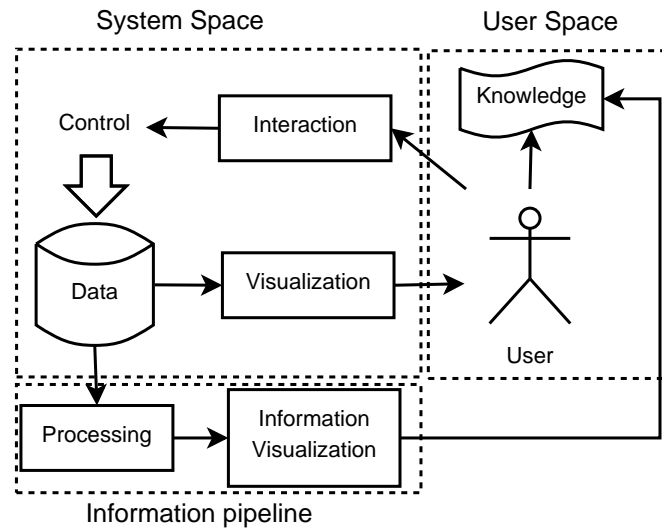 System Space
User Space
Knowledge
Control
Interaction
Data
Visualization
User
Processing
Information
Visualization
Information pipeline